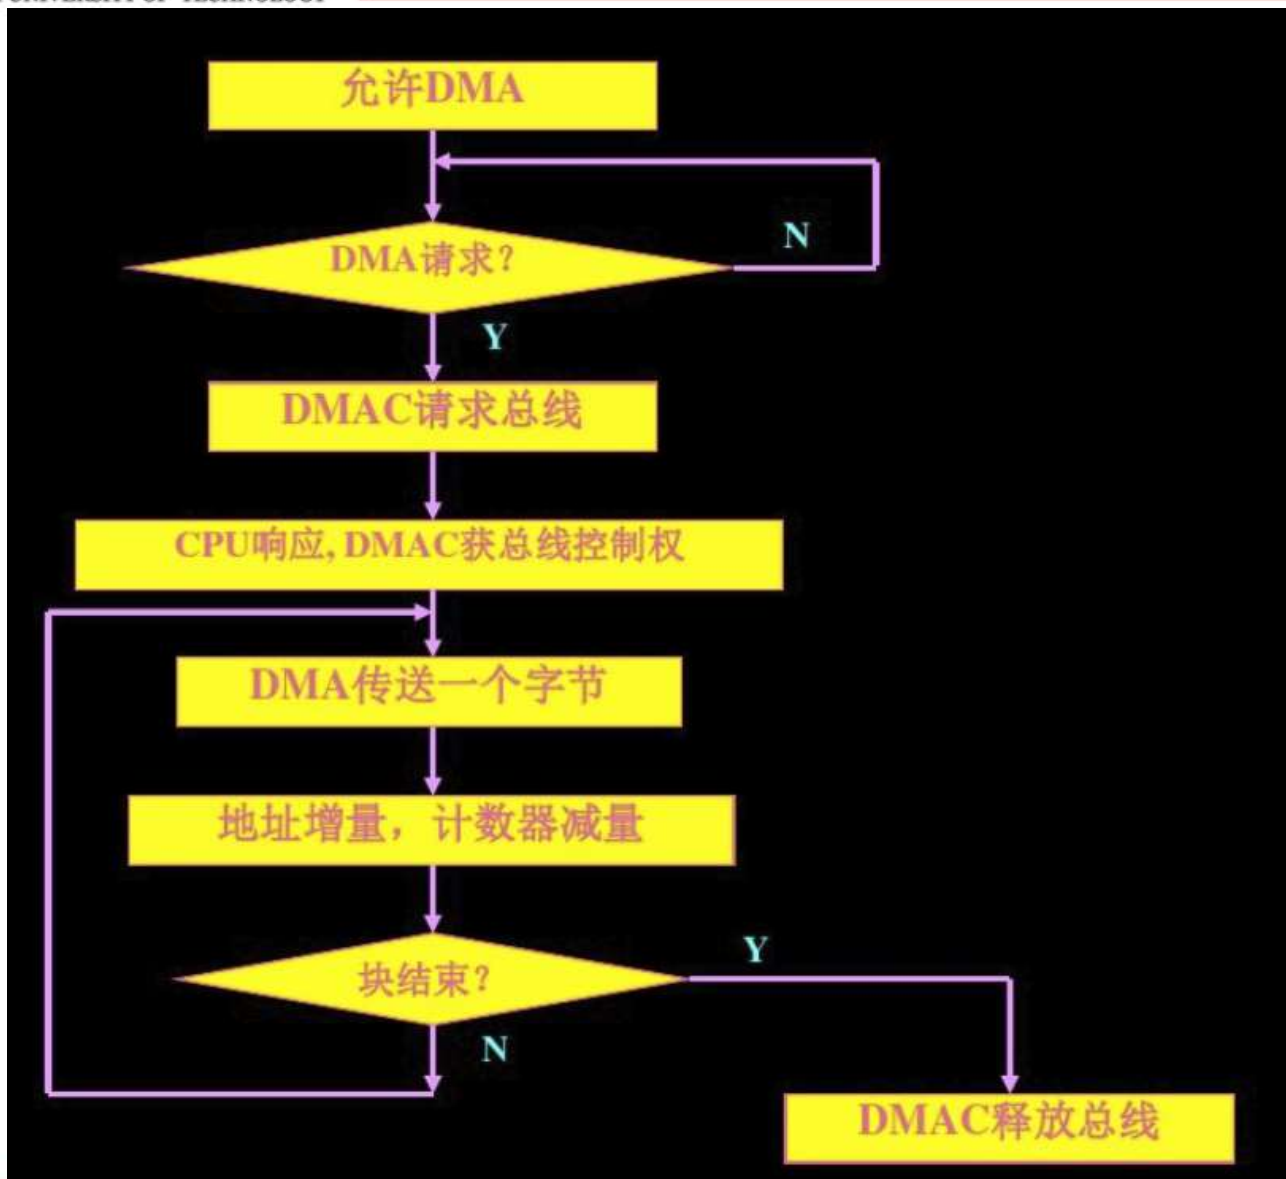 UNIVERSITY OF TECHNOLOGY
允许DMA
DMA请求？
N
Y
DMAC请求总线
CPU响应, DMAC获总线控制权
DMA传送一个字节
地址增量，计数器减量
块结束？
Y
N
DMAC释放总线